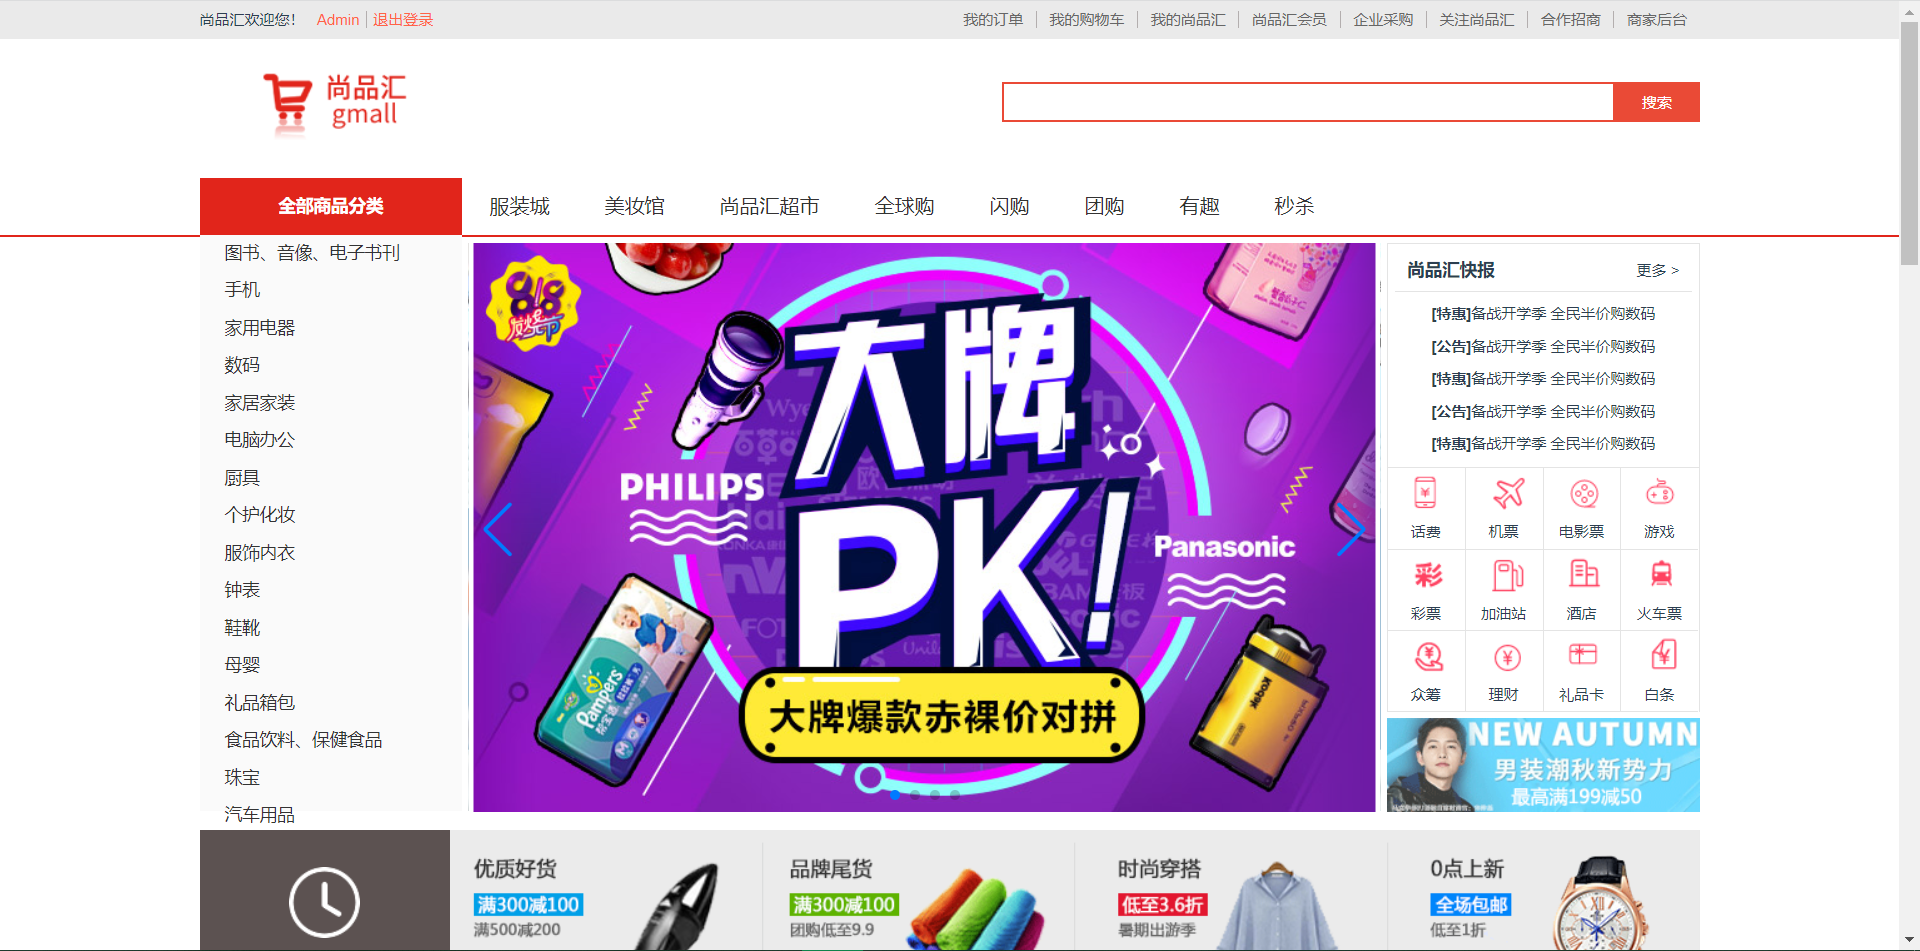 尚品汇欢迎您! Admin 退出登录
我的订单 我的购物车 我的尚品汇 尚品汇会员 企业采购 关注尚品汇 合作招商 商家后台
尚品汇
gmall
搜索
全部商品分类 服装城 美妆馆 尚品汇超市 全球购 闪购 团购 有趣 秒杀
图书、音像、电子书刊
手机
家用电器
数码
家居家装
电脑办公
厨具
个护化妆
服饰内衣
钟表
鞋靴
母婴
礼品箱包
食品饮料、保健食品
珠宝
汽车用品
大牌
PK!
PHILIPS
Panasonic
Pampers
Kodak
大牌爆款赤裸价对拼
尚品汇快报 更多 >
[特惠]备战开学季 全民半价购数码
[公告]备战开学季 全民半价购数码
[特惠]备战开学季 全民半价购数码
[公告]备战开学季 全民半价购数码
[特惠]备战开学季 全民半价购数码
话费 机票 电影票 游戏
彩票 加油站 酒店 火车票
众筹 理财 礼品卡 白条
NEW AUTUMN
男装潮秋新势力
最高满199减50
优质好货
满300减100
满500减200
品牌尾货
满300减100
团购低至9.9
时尚穿搭
低至3.6折
暑期出游季
0点上新
全场包邮
低至1折